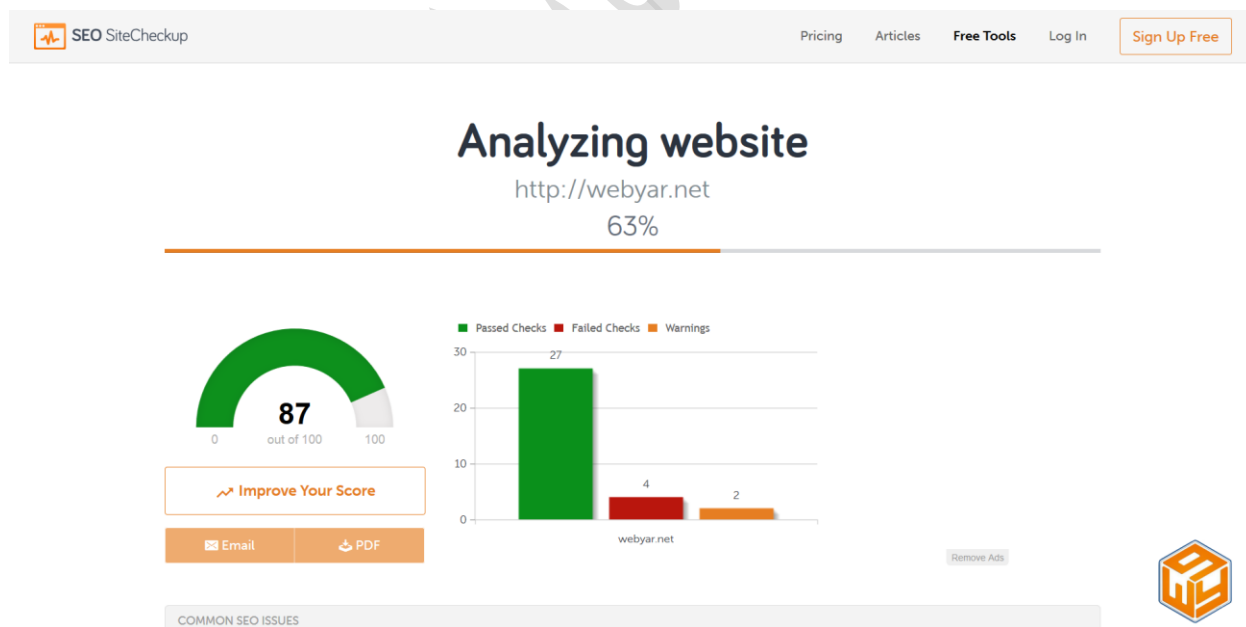 SEO SiteCheckup
Pricing Articles Free Tools Log In Sign Up Free
Analyzing website
http://webyar.net
63%
Passed Checks Failed Checks Warnings
30
27
20
10
4
2
0
webyar.net
87
0 out of 100 100
Improve Your Score
Email PDF
Remove Ads
COMMON SEO ISSUES